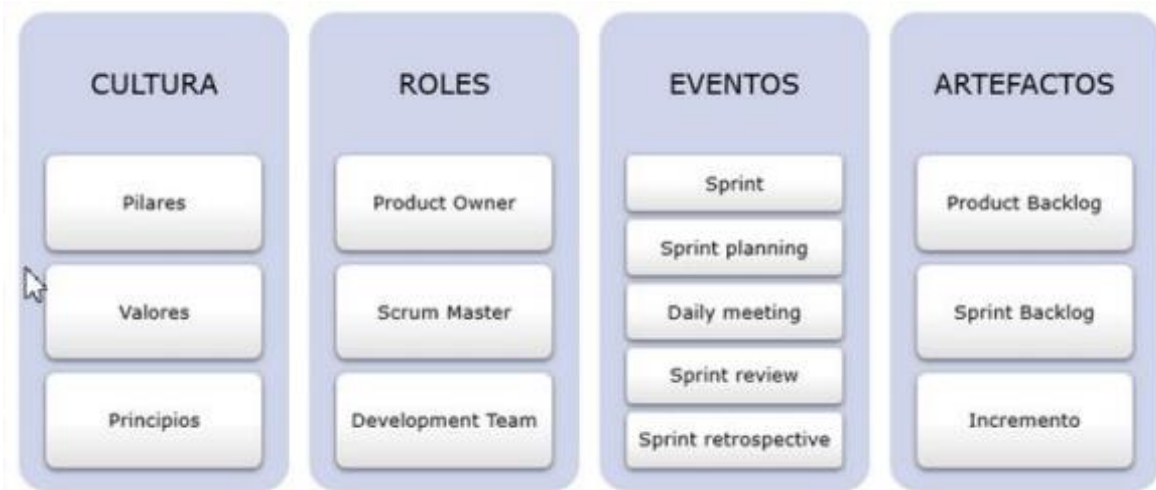 CULTURA
Pilares
Valores
Principios
ROLES
Product Owner
Scrum Master
Development Team
EVENTOS
Sprint
Sprint planning
Daily meeting
Sprint review
Sprint retrospective
ARTEFACTOS
Product Backlog
Sprint Backlog
Incremento